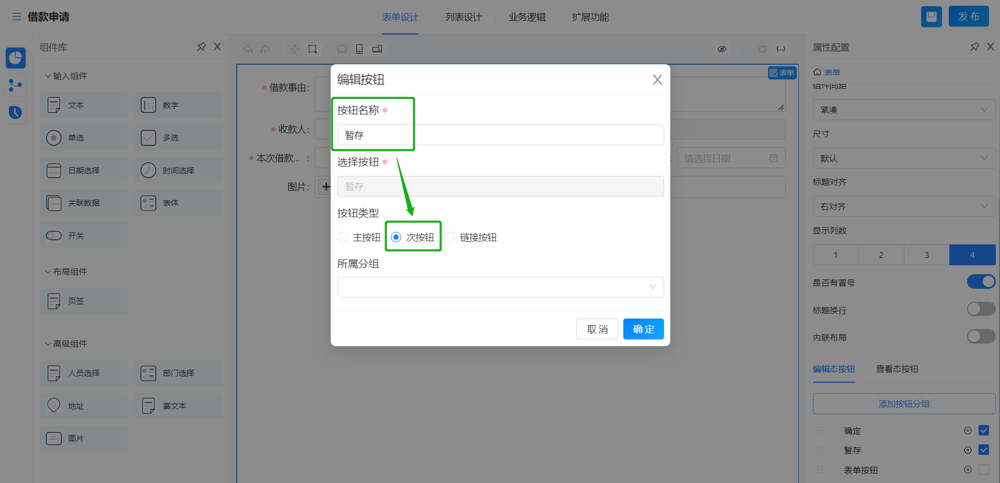 借款申请
表单设计
列表设计
业务逻辑
扩展功能
发布
组件库
输入组件
文本
数字
单选
多选
日期选择
时间选择
关联数据
表体
开关
布局组件
页签
高级组件
人员选择
部门选择
地址
富文本
图片
表单
* 借款事由:
* 收款人:
* 本次借款... :
请选择日期
图片:
编辑按钮
按钮名称 *
暂存
选择按钮 *
暂存
按钮类型
主按钮
次按钮
链接按钮
所属分组
取消
确定
属性配置
表单
组件间距
紧凑
尺寸
默认
标题对齐
右对齐
显示列数
1
2
3
4
是否有冒号
标题换行
内联布局
编辑态按钮
查看态按钮
添加按钮分组
确定
暂存
表单按钮